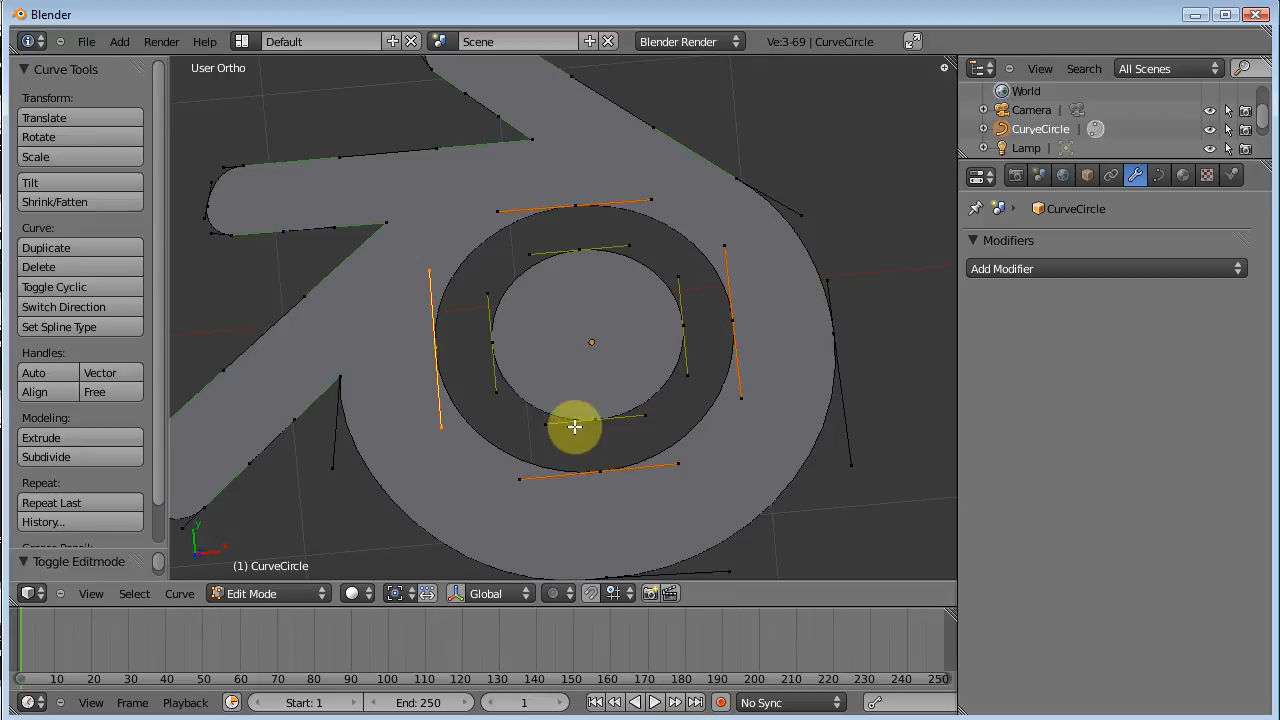 Blender
File Add Render Help Default Scene Blender Render Ve:3-69 | CurveCircle
Curve Tools
Transform:
Translate
Rotate
Scale
Tilt
Shrink/Fatten
Curve:
Duplicate
Delete
Toggle Cyclic
Switch Direction
Set Spline Type
Handles:
Auto Vector
Align Free
Modeling:
Extrude
Subdivide
Repeat:
Repeat Last
History...
Toggle Editmode
User Ortho
y
x
(1) CurveCircle
View Search All Scenes
World
Camera
CurveCircle
Lamp
CurveCircle
Modifiers
Add Modifier
View Select Curve Edit Mode Global
0 10 20 30 40 50 60 70 80 90 100 110 120 130 140 150 160 170 180 190 200 210 220 230 240 250
View Frame Playback Start: 1 End: 250 1 No Sync